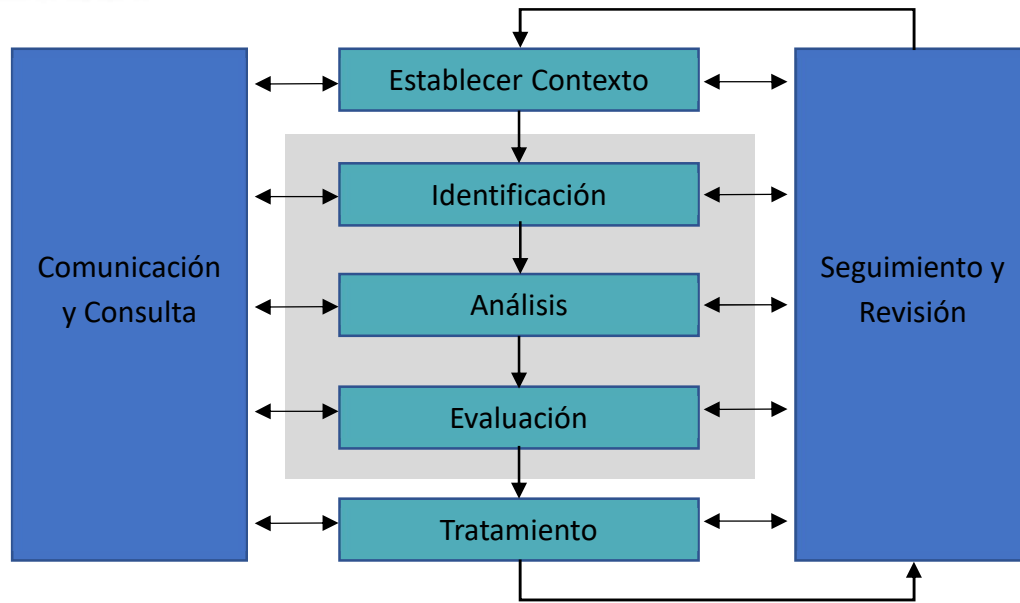 Establecer Contexto
Identificación
Comunicación
y Consulta
Análisis
Seguimiento y
Revisión
Evaluación
Tratamiento